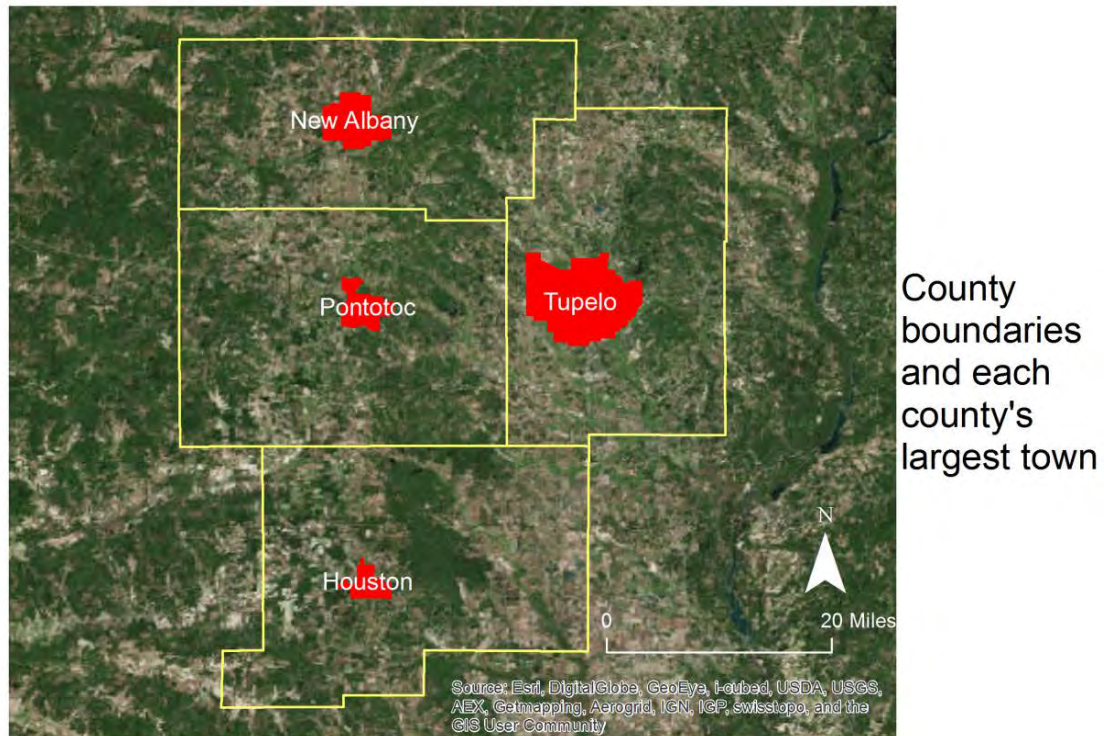 New Albany
Pontotoc
Tupelo
County
boundaries
and each
county's
largest town
N
Houston
0 20 Miles
Source: Esri, DigitalGlobe, GeoEye, i-cubed, USDA, USGS,
AEX, Getmapping, Aerogrid, IGN, IGP, swisstopo, and the
GIS User Community